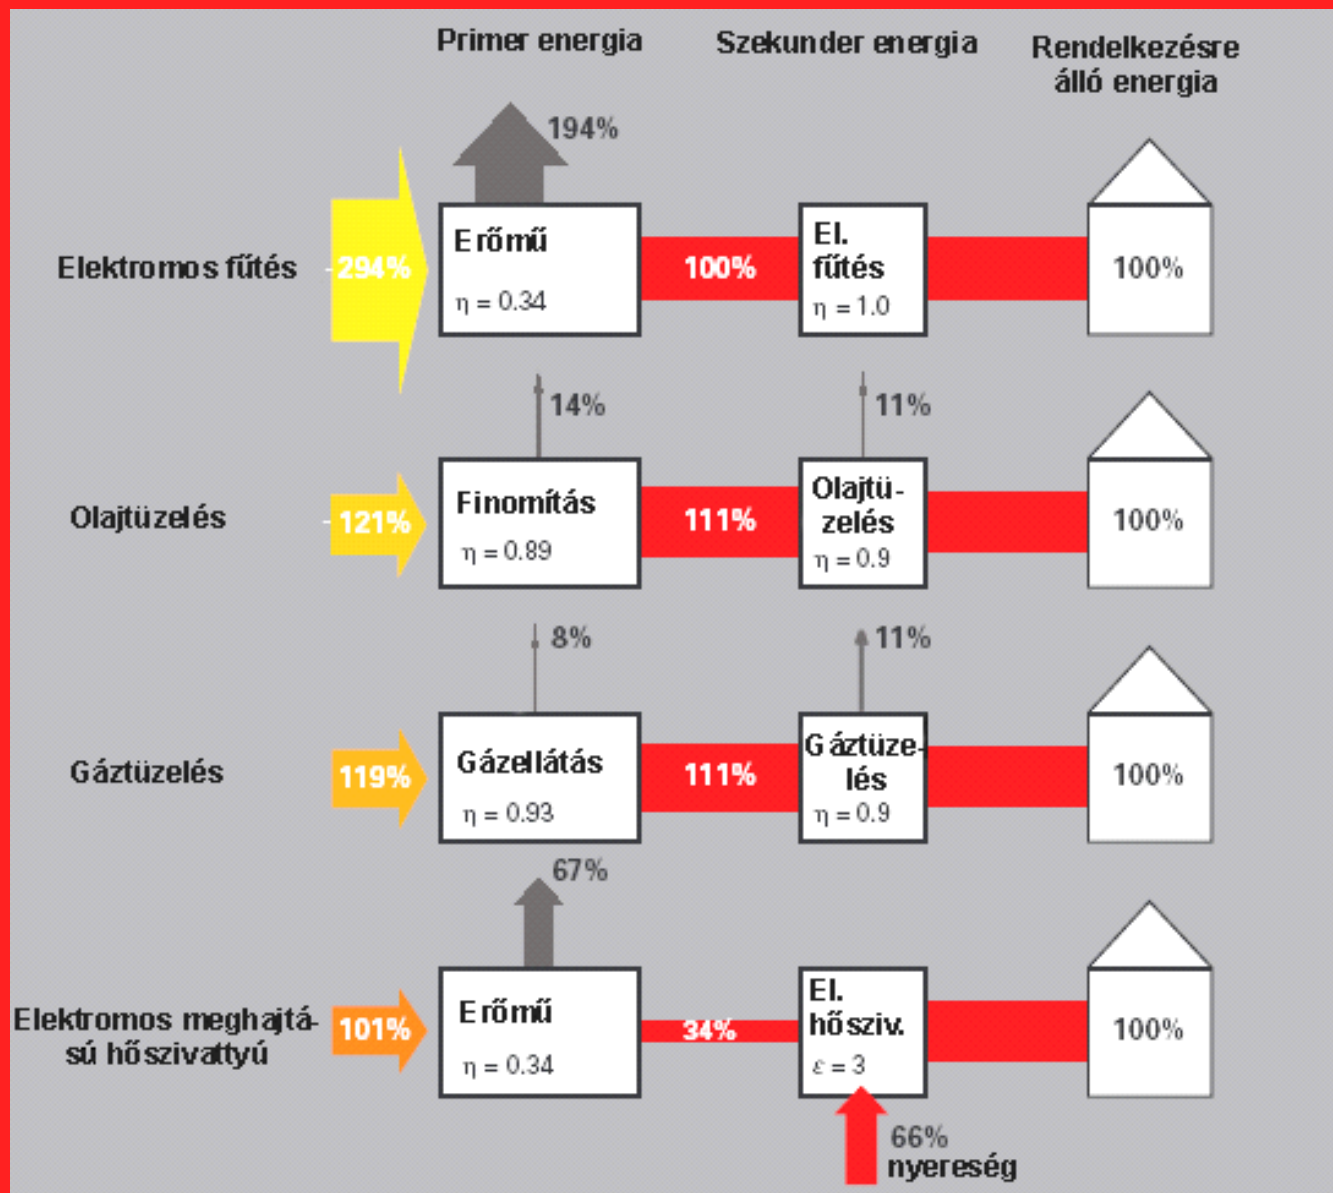 Primer energia
Szekunder energia
Rendelkezésre
álló energia
194%
Elektromos fűtés
294%
Erőmű
η = 0.34
100%
El.
fűtés
η = 1.0
100%
14%
11%
Olajtüzelés
121%
Finomítás
η = 0.89
111%
Olajtü-
zelés
η = 0.9
100%
8%
11%
Gáztüzelés
119%
Gázellátás
η = 0.93
111%
Gáztüze-
lés
η = 0.9
100%
67%
Elektromos meghajtá-
sú hőszivattyú
101%
Erőmű
η = 0.34
34%
El.
hősziv.
ε = 3
100%
66%
nyereség